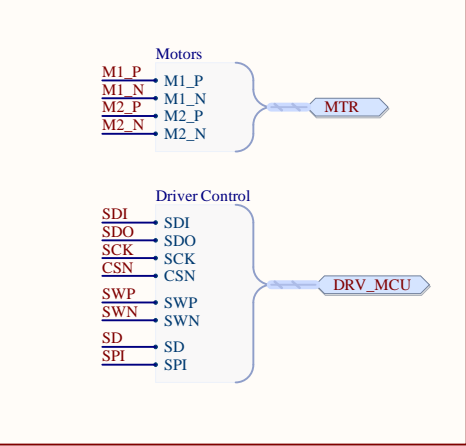 Motors
M1_P M1_P
M1_N M1_N
M2_P M2_P
M2_N M2_N
MTR
Driver Control
SDI SDI
SDO SDO
SCK SCK
CSN CSN
SWP SWP
SWN SWN
SD SD
SPI SPI
DRV_MCU